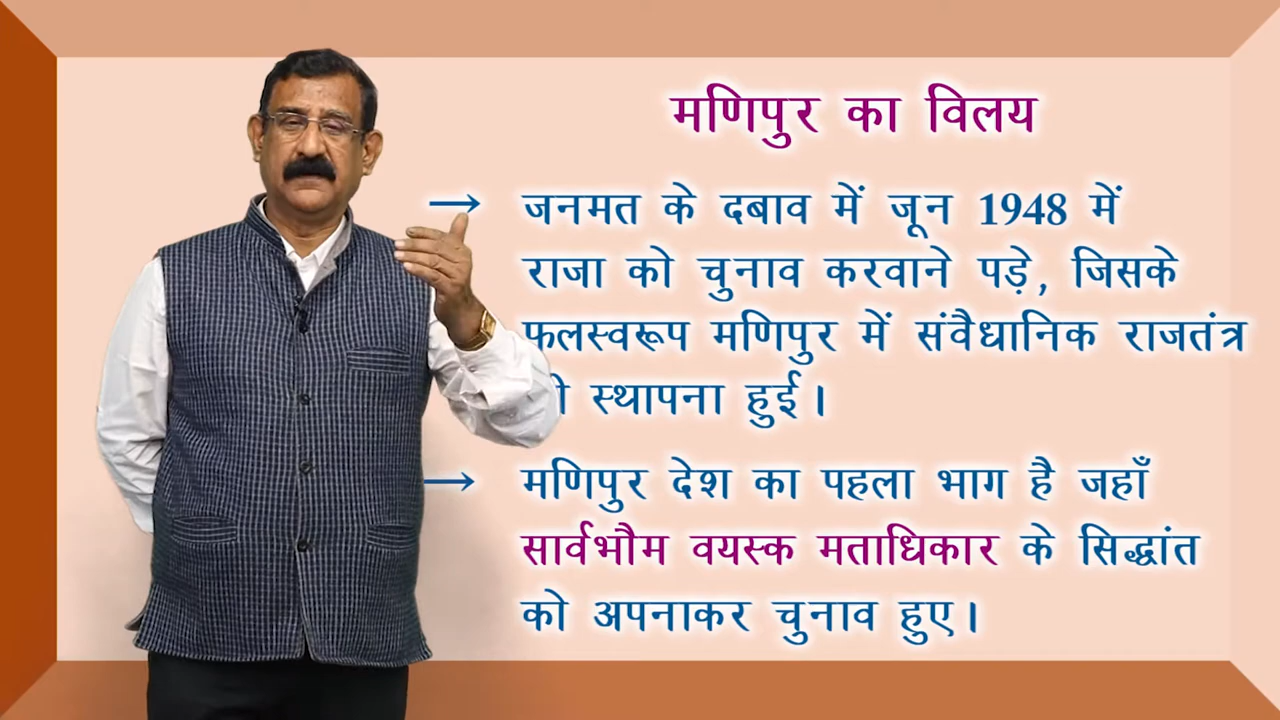 मणिपुर का विलय
→ जनमत के दबाव में जून 1948 में
राजा को चुनाव करवाने पड़े, जिसके
फलस्वरूप मणिपुर में संवैधानिक राजतंत्र
स्थापना हुई।
→ मणिपुर देश का पहला भाग है जहाँ
सार्वभौम वयस्क मताधिकार के सिद्धांत
को अपनाकर चुनाव हुए।